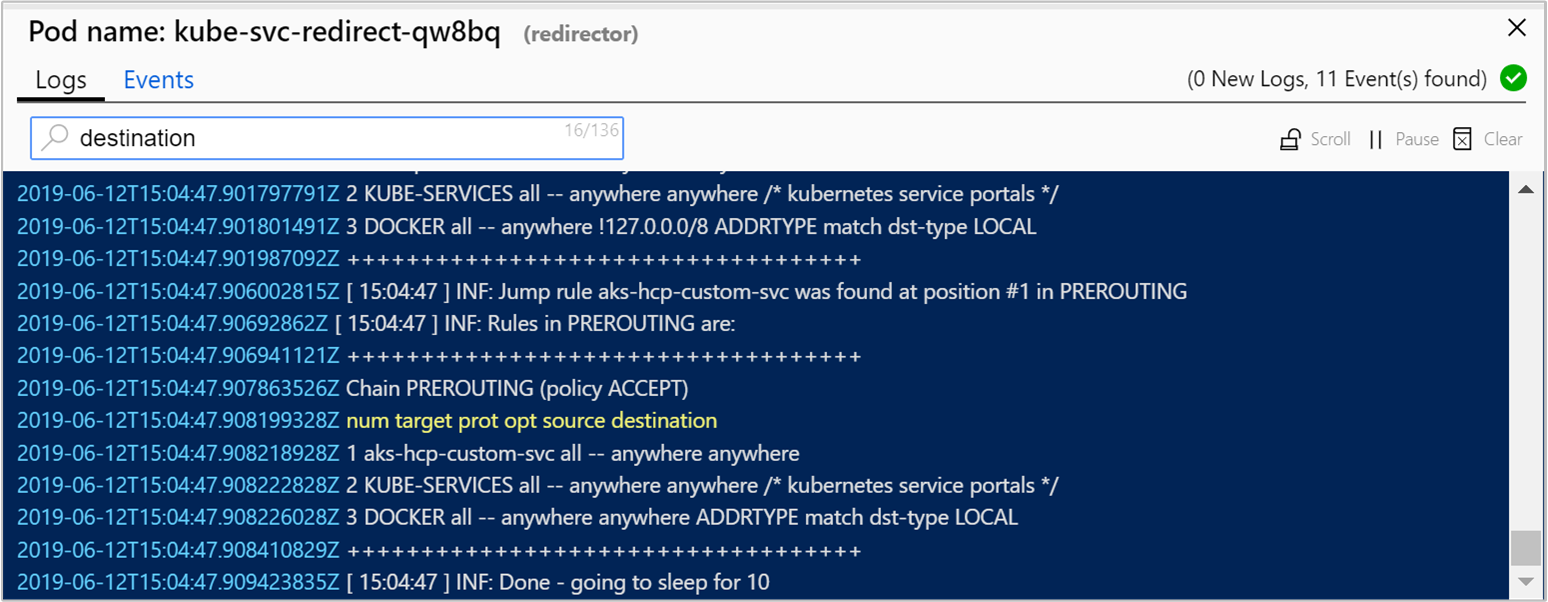 Pod name: kube-svc-redirect-qw8bq (redirector)
Logs Events (0 New Logs, 11 Event(s) found)
destination 16/136 Scroll Pause Clear
2019-06-12T15:04:47.901797791Z 2 KUBE-SERVICES all -- anywhere anywhere /* kubernetes service portals */
2019-06-12T15:04:47.901801491Z 3 DOCKER all -- anywhere !127.0.0.0/8 ADDRTYPE match dst-type LOCAL
2019-06-12T15:04:47.901987092Z +++++++++++++++++++++++++++++++++++
2019-06-12T15:04:47.906002815Z [ 15:04:47 ] INF: Jump rule aks-hcp-custom-svc was found at position #1 in PREROUTING
2019-06-12T15:04:47.90692862Z [ 15:04:47 ] INF: Rules in PREROUTING are:
2019-06-12T15:04:47.906941121Z +++++++++++++++++++++++++++++++++++
2019-06-12T15:04:47.907863526Z Chain PREROUTING (policy ACCEPT)
2019-06-12T15:04:47.908199328Z num target prot opt source destination
2019-06-12T15:04:47.908218928Z 1 aks-hcp-custom-svc all -- anywhere anywhere
2019-06-12T15:04:47.908222828Z 2 KUBE-SERVICES all -- anywhere anywhere /* kubernetes service portals */
2019-06-12T15:04:47.908226028Z 3 DOCKER all -- anywhere anywhere ADDRTYPE match dst-type LOCAL
2019-06-12T15:04:47.908410829Z +++++++++++++++++++++++++++++++++++
2019-06-12T15:04:47.909423835Z [ 15:04:47 ] INF: Done - going to sleep for 10